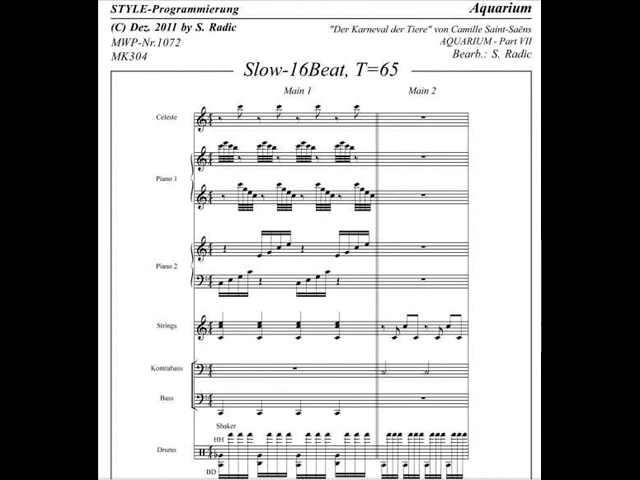 STYLE-Programmierung
Aquarium
(C) Dez. 2011 by S. Radic
"Der Karneval der Tiere" von Camille Saint-Saëns
MWP-Nr.1072
AQUARIUM - Part VII
MK304
Bearb.: S. Radic
Slow-16Beat, T=65
Main 1
Main 2
Celeste
Piano 1
Piano 2
Strings
Kontrabass
Bass
Shaker
HH
Drums
BD